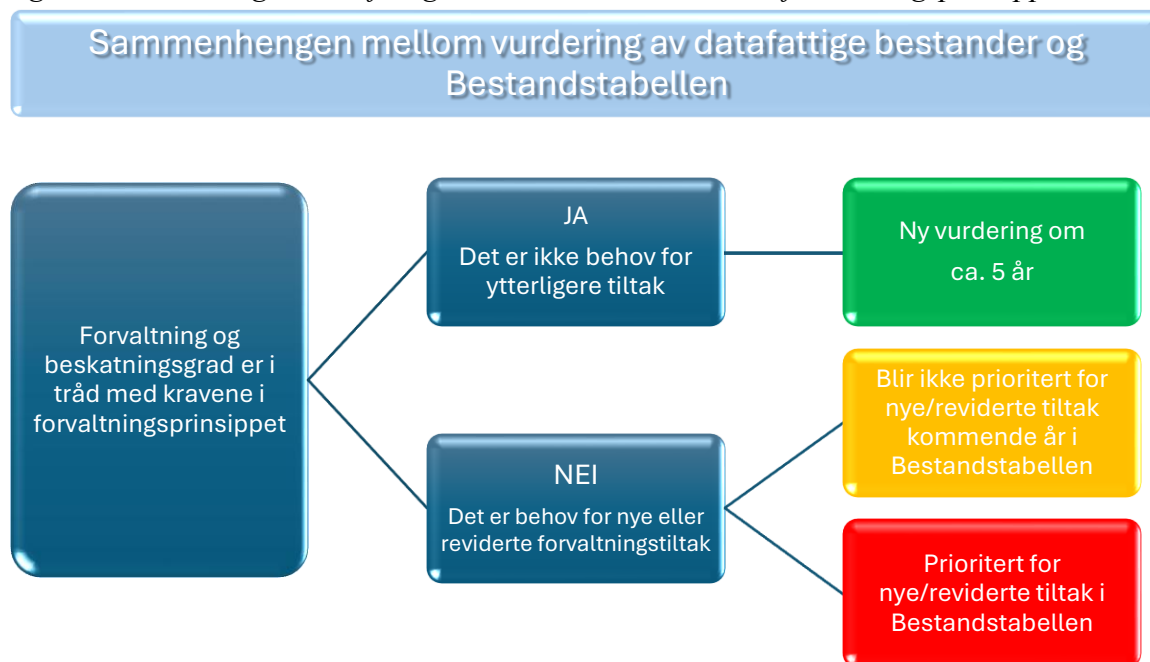 Sammenhengen mellom vurdering av datafattige bestander og
Bestandstabellen
Forvaltning og
beskatningsgrad er i
tråd med kravene i
forvaltningsprinsippet
JA
Det er ikke behov for
ytterligere tiltak
Ny vurdering om
ca. 5 år
NEI
Det er behov for nye eller
reviderte forvaltningstiltak
Blir ikke prioritert for
nye/reviderte tiltak
kommende år i
Bestandstabellen
Prioritert for
nye/reviderte tiltak i
Bestandstabellen